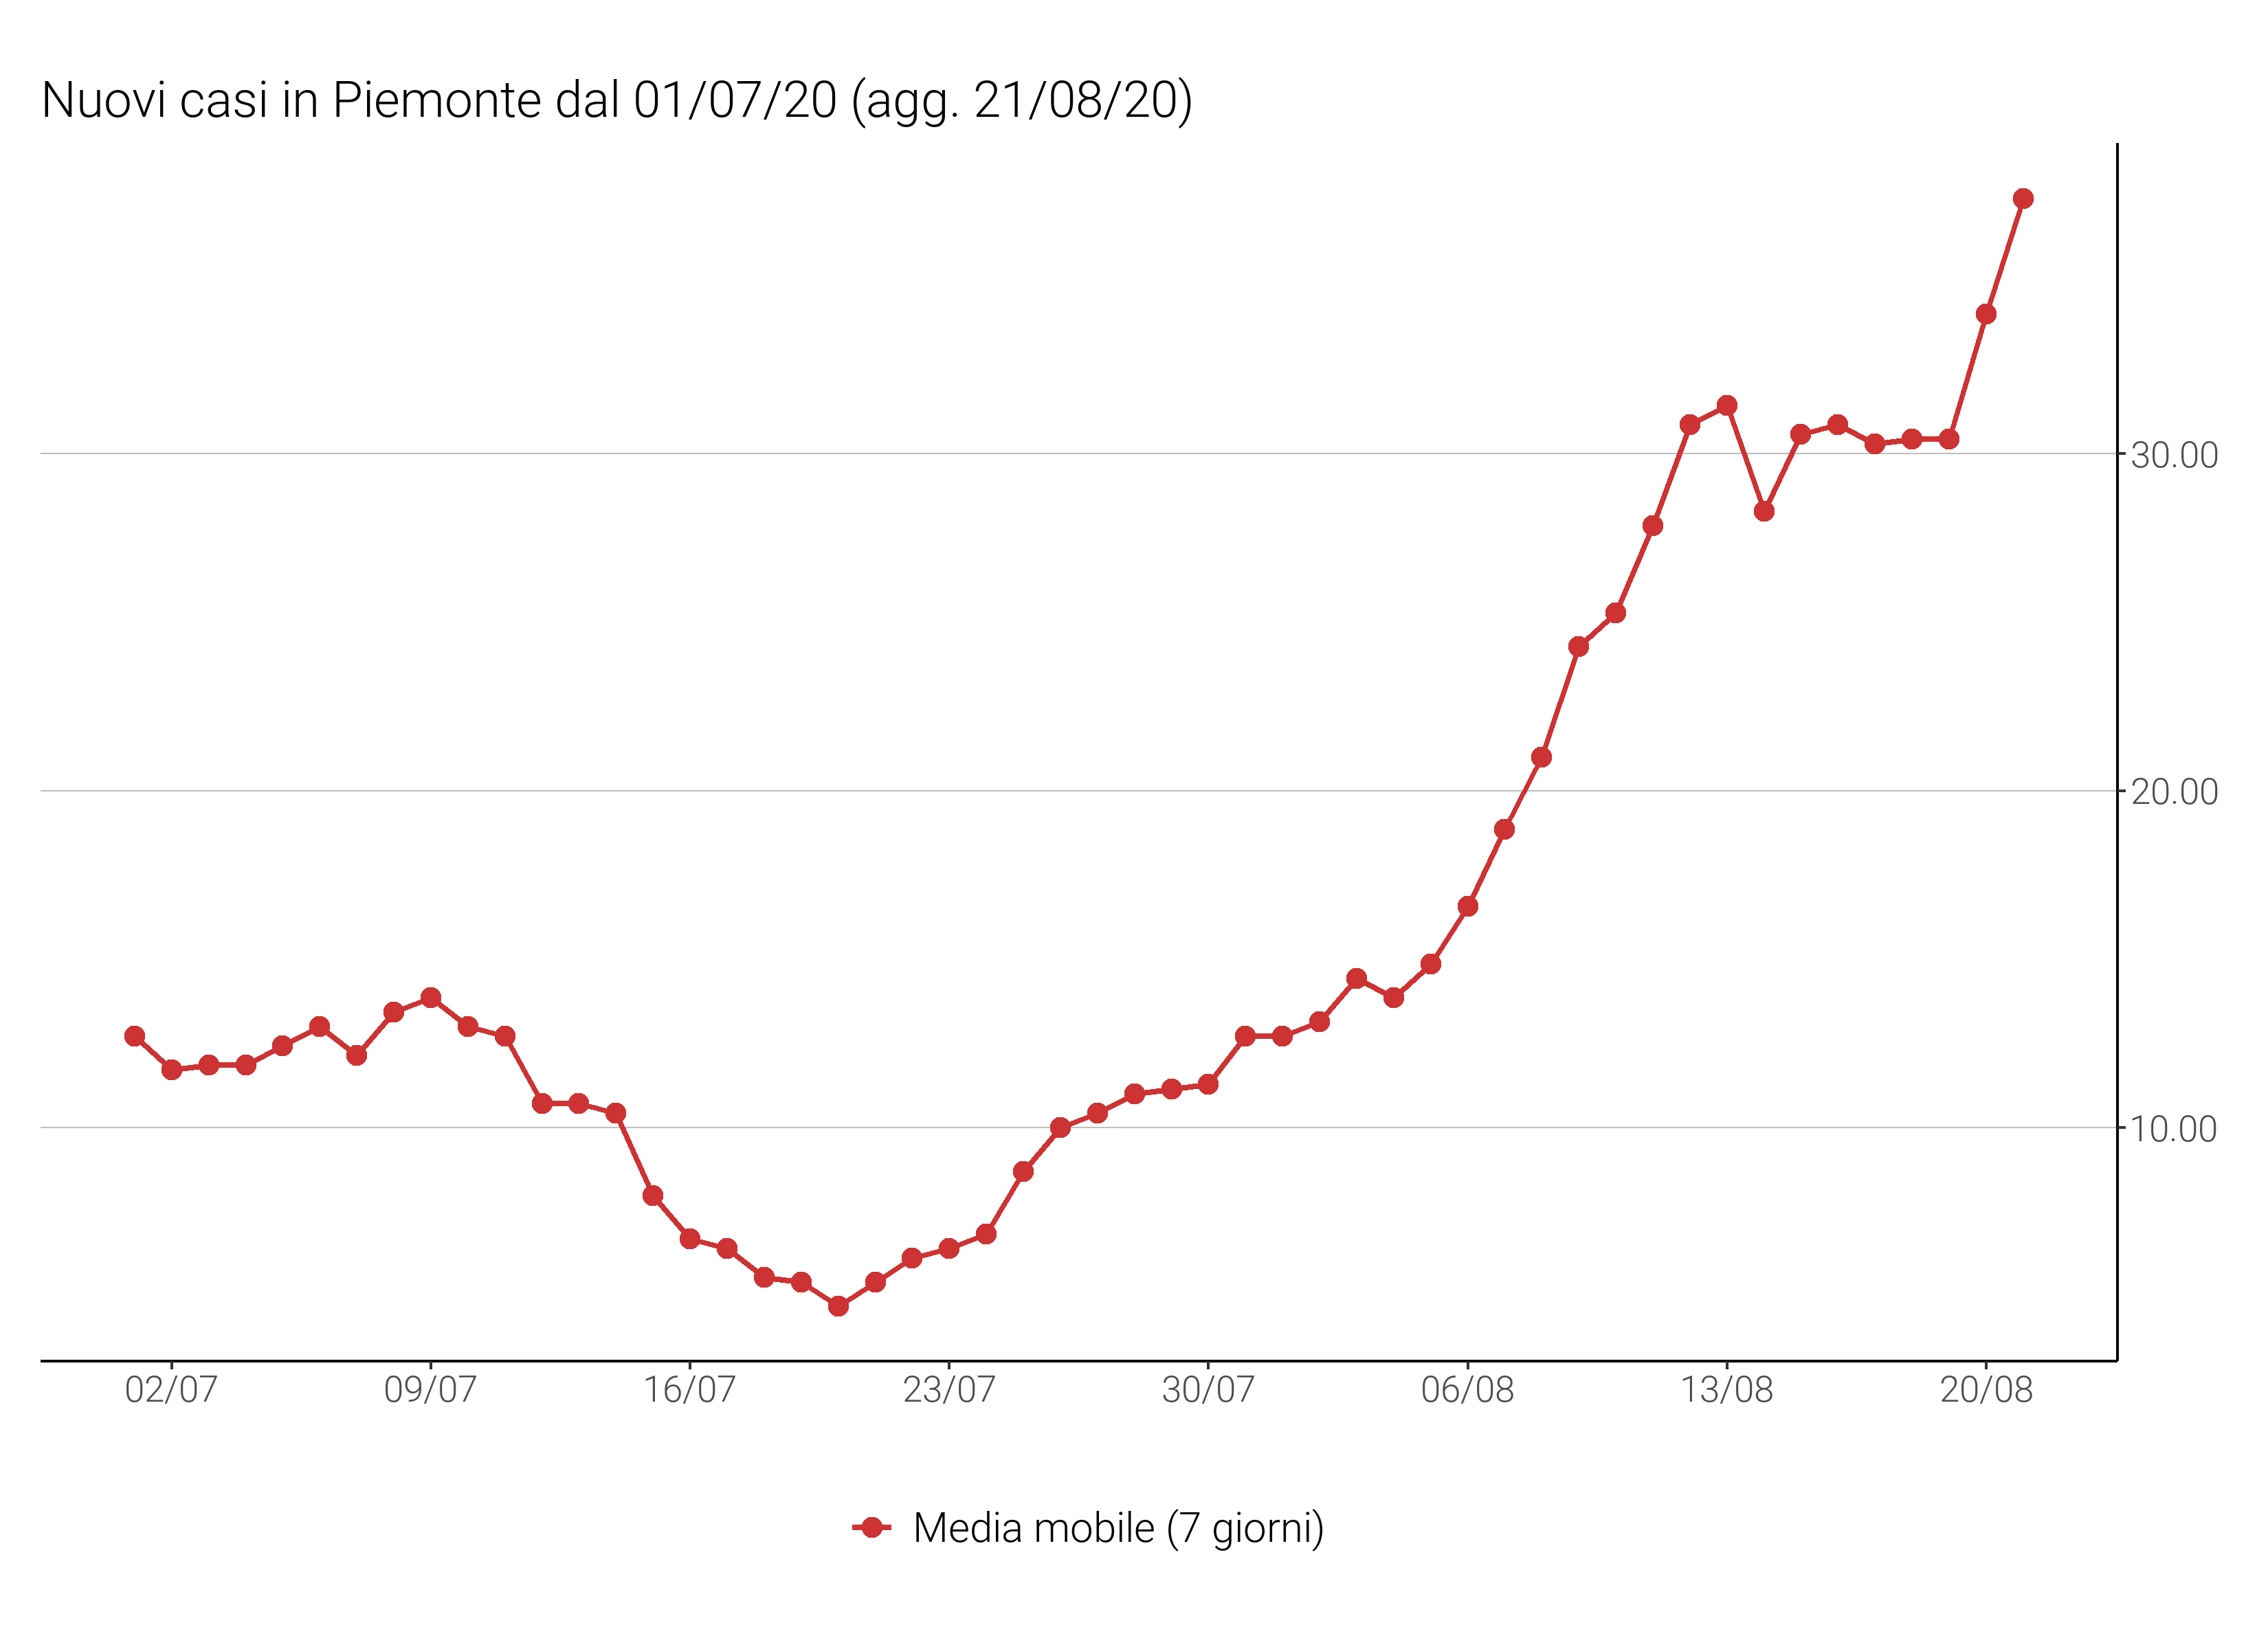 Nuovi casi in Piemonte dal 01/07/20 (agg. 21/08/20)
30.00
20.00
10.00
02/07 09/07 16/07 23/07 30/07 06/08 13/08 20/08
Media mobile (7 giorni)